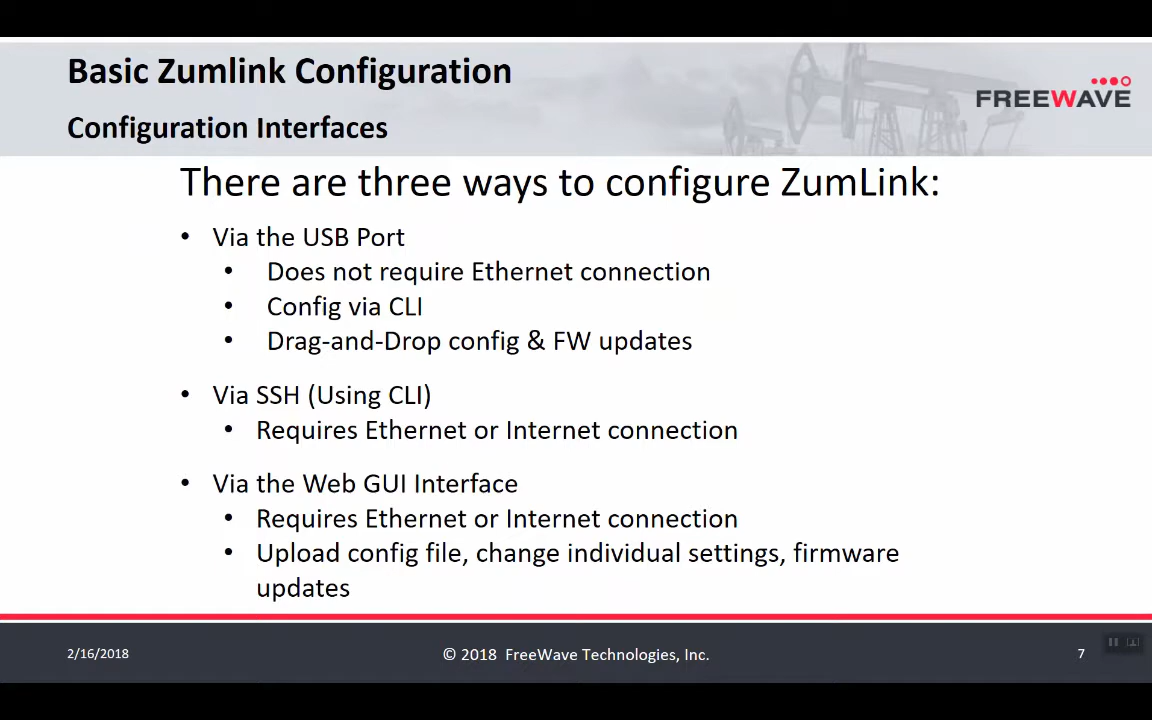 Basic Zumlink Configuration
FREEWAVE
Configuration Interfaces
There are three ways to configure ZumLink:
• Via the USB Port
• Does not require Ethernet connection
• Config via CLI
• Drag-and-Drop config & FW updates
• Via SSH (Using CLI)
• Requires Ethernet or Internet connection
• Via the Web GUI Interface
• Requires Ethernet or Internet connection
• Upload config file, change individual settings, firmware
updates
2/16/2018
© 2018 FreeWave Technologies, Inc.
7